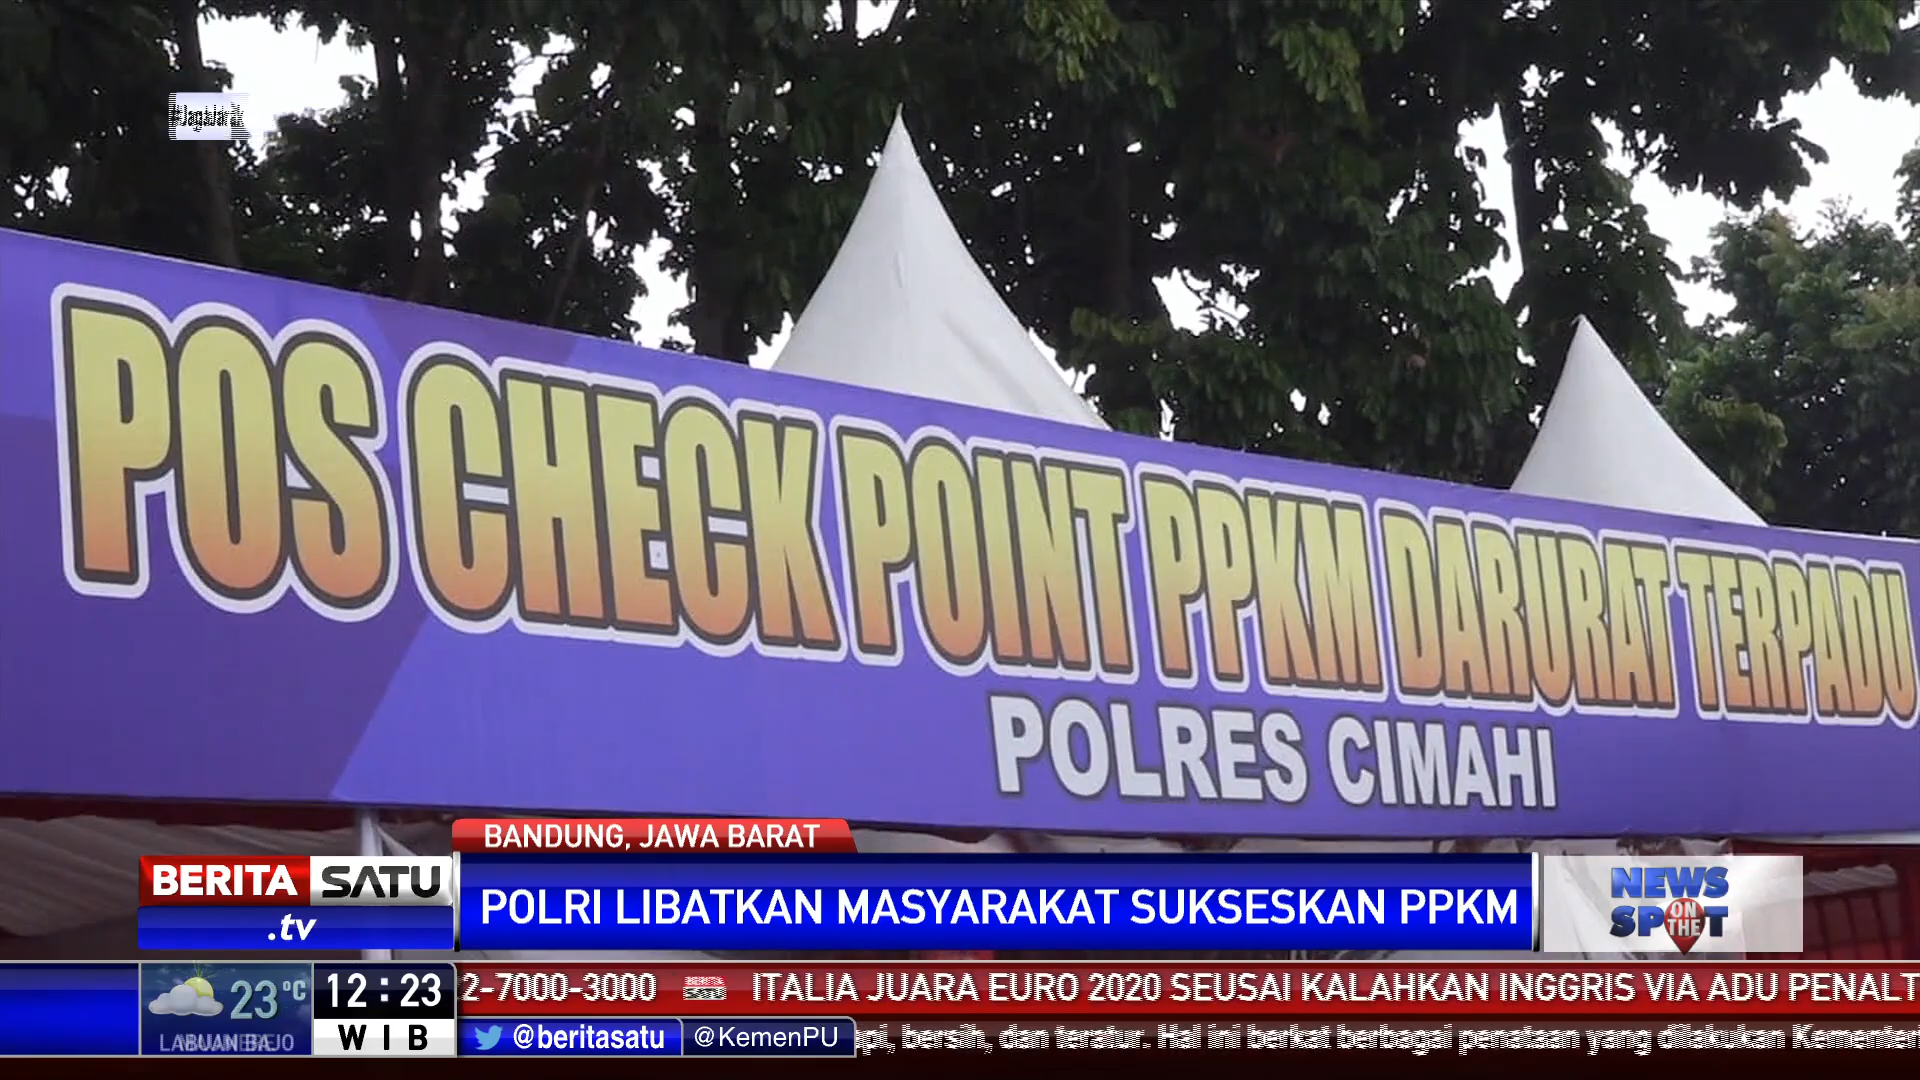 #JagaJarak
POS CHECK POINT PPKM DARURAT TERPADU
POLRES CIMAHI
BANDUNG, JAWA BARAT
BERITA SATU
.tv
POLRI LIBATKAN MASYARAKAT SUKSESKAN PPKM
NEWS
ON THE
SPOT
23°C
12:23
2-7000-3000
ITALIA JUARA EURO 2020 SEUSAI KALAHKAN INGGRIS VIA ADU PENALT
LABUAN BAJO
WIB
@beritasatu
@KemenPU
bersih, dan teratur. Hal ini berkat berbagai penataan yang dilakukan Kementeri